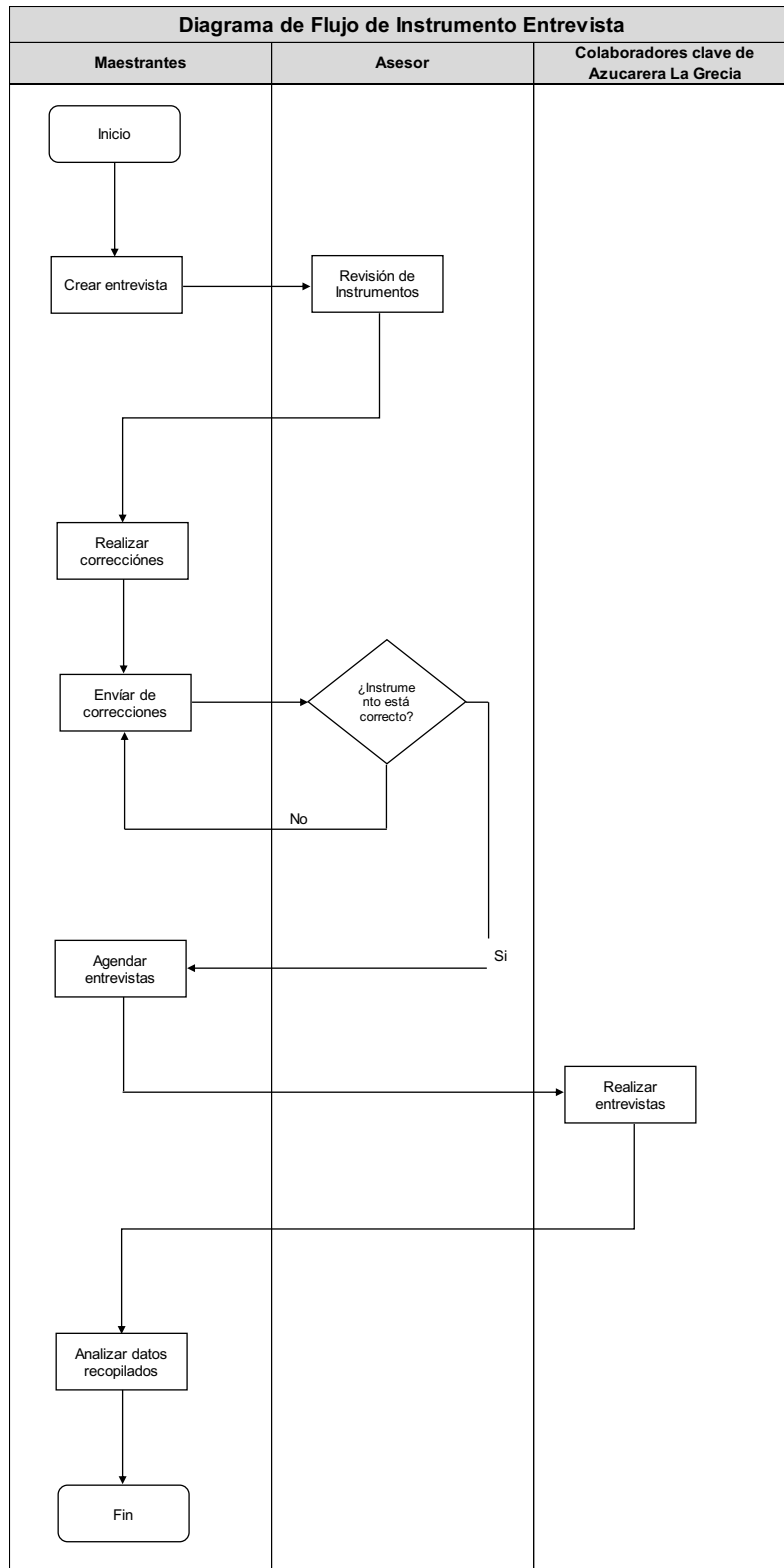 Diagrama de Flujo de Instrumento Entrevista
Maestrantes
Asesor
Colaboradores clave de
Azucarera La Grecia
Inicio
Crear entrevista
Revisión de
Instrumentos
Realizar
correcciónes
Envíar de
correcciones
¿Instrume
nto está
correcto?
No
Si
Agendar
entrevistas
Realizar
entrevistas
Analizar datos
recopilados
Fin